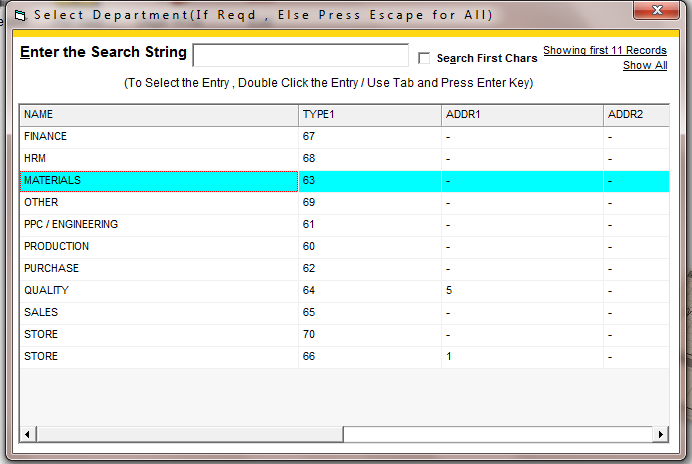 Select Department(If Reqd , Else Press Escape for All)
Enter the Search String
Search First Chars
Showing first 11 Records
Show All
(To Select the Entry , Double Click the Entry / Use Tab and Press Enter Key)
NAME TYPE1 ADDR1 ADDR2
FINANCE 67 - -
HRM 68 - -
MATERIALS 63 - -
OTHER 69 - -
PPC / ENGINEERING 61 - -
PRODUCTION 60 - -
PURCHASE 62 - -
QUALITY 64 5 -
SALES 65 - -
STORE 70 - -
STORE 66 1 -